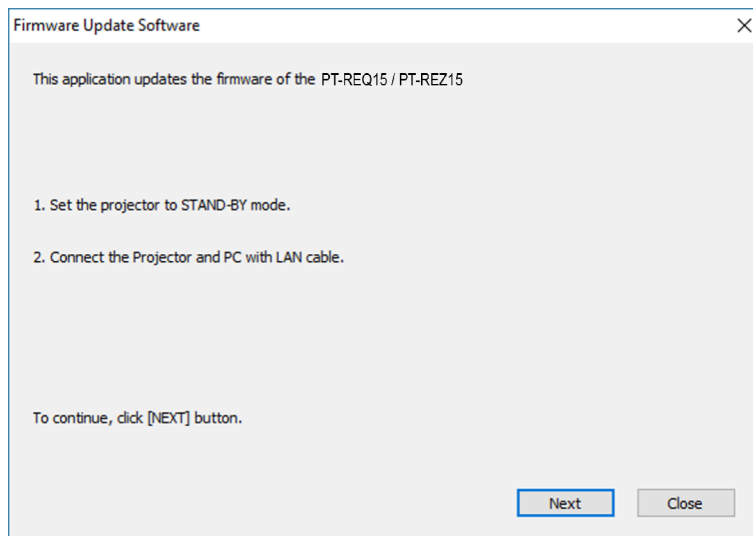 Firmware Update Software
This application updates the firmware of the PT-REQ15 / PT-REZ15
1. Set the projector to STAND-BY mode.
2. Connect the Projector and PC with LAN cable.
To continue, click [NEXT] button.
Next
Close